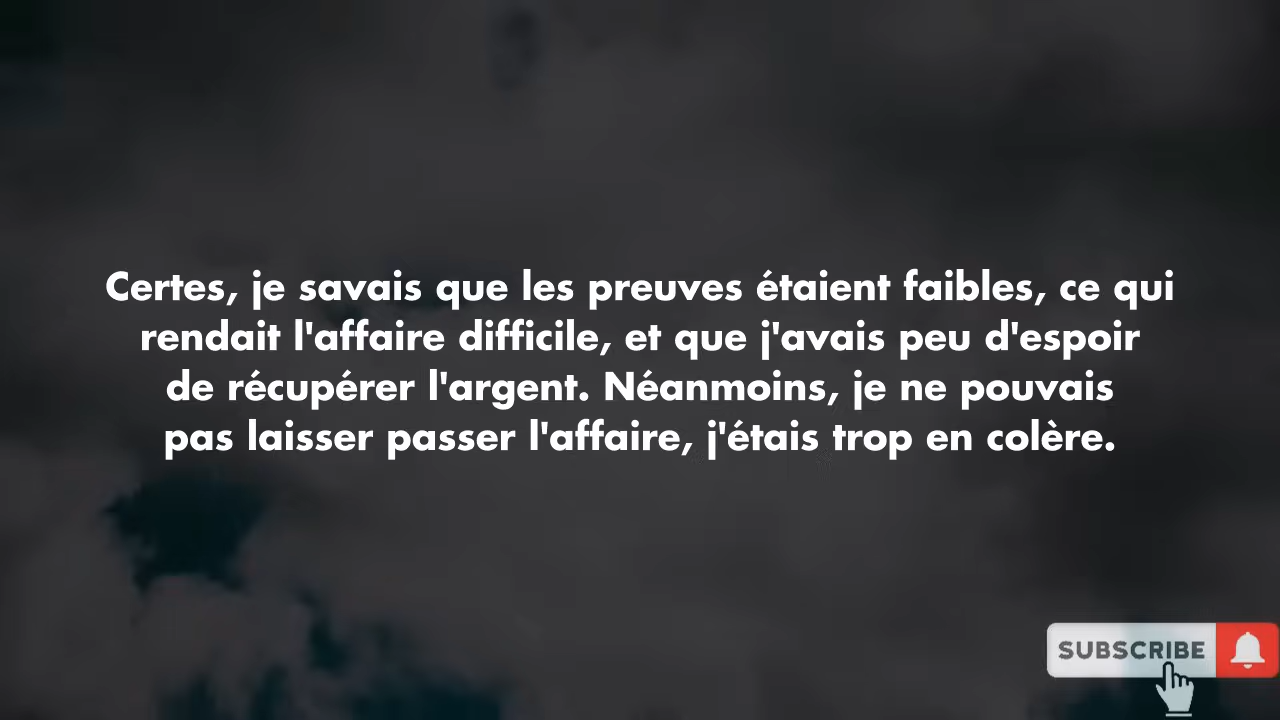 Certes, je savais que les preuves étaient faibles, ce qui
rendait l'affaire difficile, et que j'avais peu d'espoir
de récupérer l'argent. Néanmoins, je ne pouvais
pas laisser passer l'affaire, j'étais trop en colère.
SUBSCRIBE